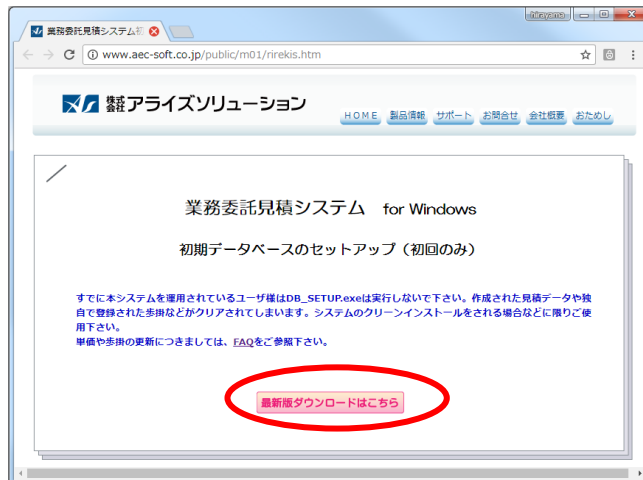 hirayama
業務委託見積システム初
www.aec-soft.co.jp/public/m01/rirekis.htm
株式会社アライズソリューション
HOME 製品情報 サポート お問合せ 会社概要 おためし
業務委託見積システム for Windows
初期データベースのセットアップ（初回のみ）
すでに本システムを運用されているユーザ様はDB_SETUP.exeは実行しないで下さい。作成された見積データや独
自で登録された歩掛などがクリアされてしまいます。システムのクリーンインストールをされる場合などに限りご使
用下さい。
単価や歩掛の更新につきましては、FAQをご参照下さい。
最新版ダウンロードはこちら